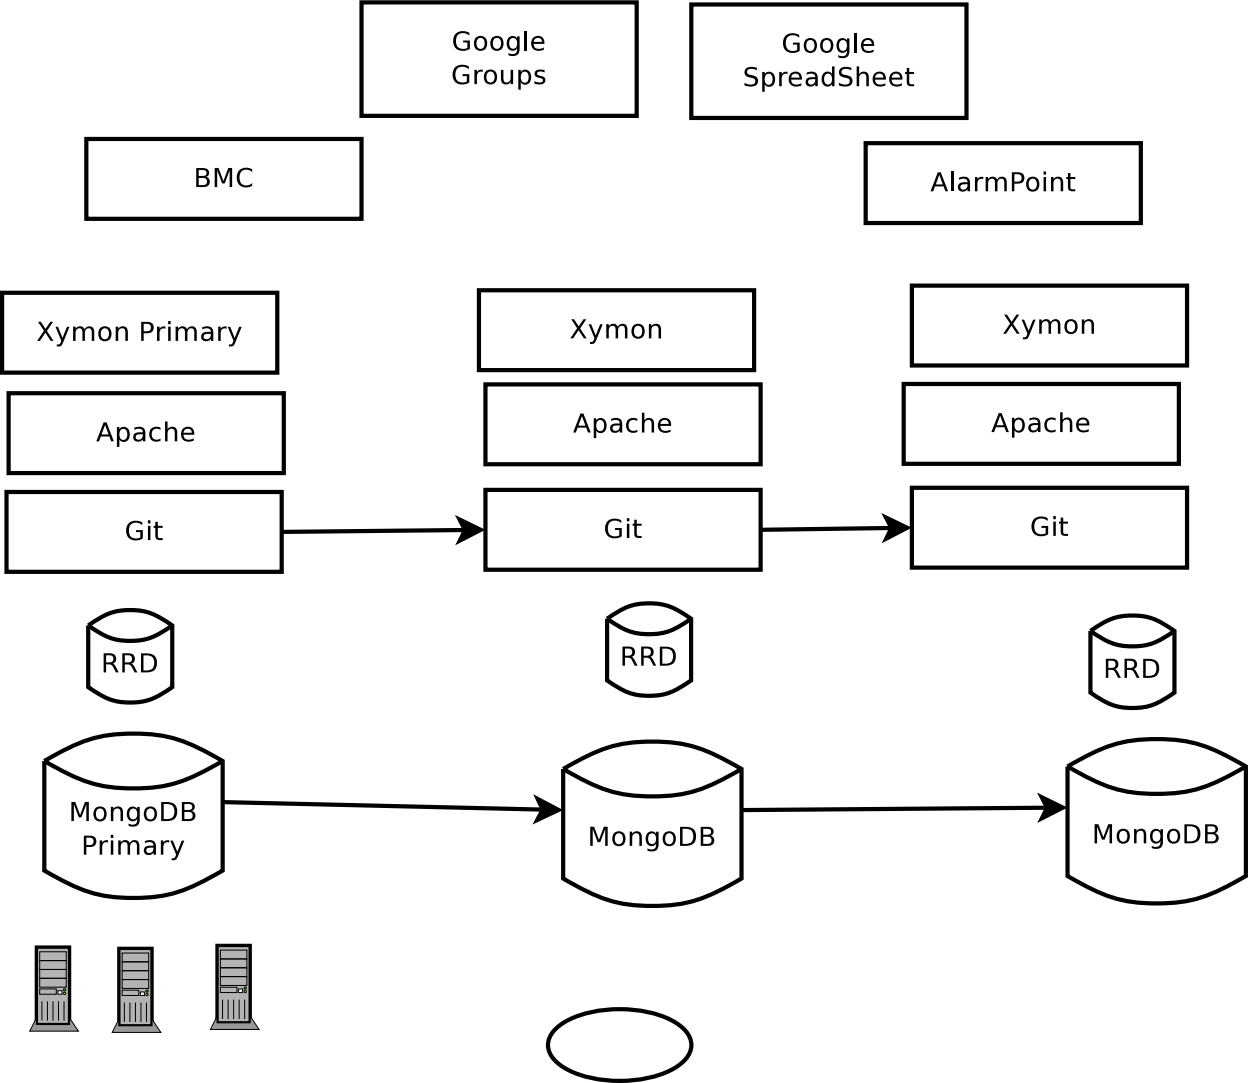 Google
Groups
Google
SpreadSheet
BMC
AlarmPoint
Xymon Primary
Xymon
Xymon
Apache
Apache
Apache
Git
Git
Git
RRD
RRD
RRD
MongoDB
Primary
MongoDB
MongoDB